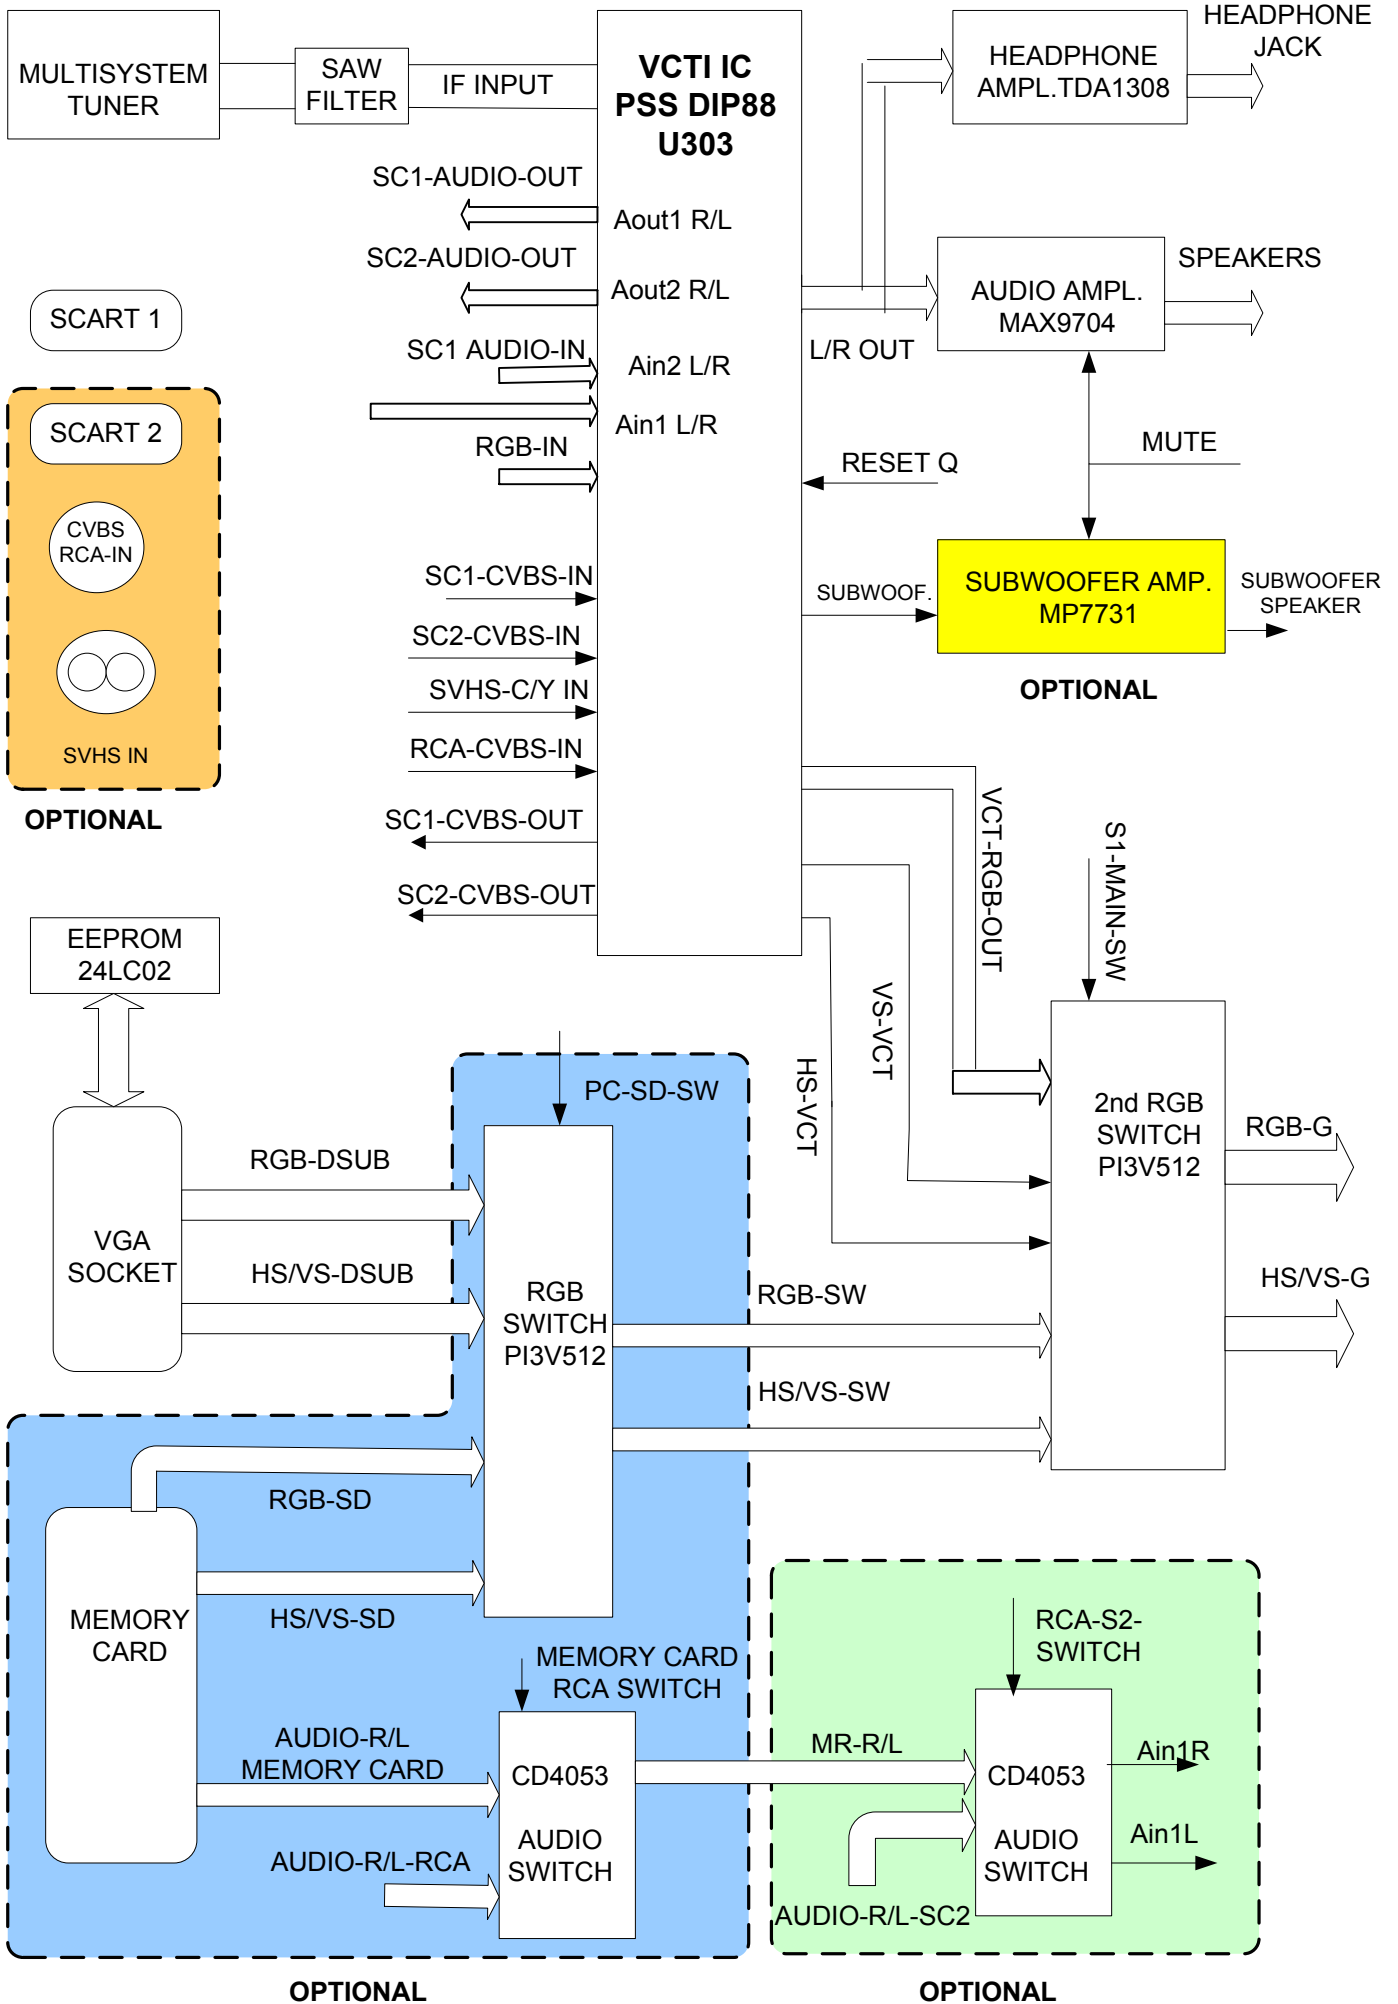 MULTISYSTEM
TUNER
SAW
FILTER
IF INPUT
VCTI IC
PSS DIP88
U303
HEADPHONE
AMPL.TDA1308
HEADPHONE
JACK
SC1-AUDIO-OUT
Aout1 R/L
SC2-AUDIO-OUT
Aout2 R/L
SC1 AUDIO-IN
Ain2 L/R
Ain1 L/R
RGB-IN
L/R OUT
AUDIO AMPL.
MAX9704
SPEAKERS
MUTE
RESET Q
SCART 1
SCART 2
CVBS
RCA-IN
SVHS IN
OPTIONAL
SC1-CVBS-IN
SC2-CVBS-IN
SVHS-C/Y IN
RCA-CVBS-IN
SC1-CVBS-OUT
SC2-CVBS-OUT
SUBWOOF.
SUBWOOFER AMP.
MP7731
SUBWOOFER
SPEAKER
OPTIONAL
VCT-RGB-OUT
S1-MAIN-SW
VS-VCT
HS-VCT
EEPROM
24LC02
PC-SD-SW
2nd RGB
SWITCH
PI3V512
RGB-G
HS/VS-G
VGA
SOCKET
RGB-DSUB
HS/VS-DSUB
RGB
SWITCH
PI3V512
RGB-SW
HS/VS-SW
RGB-SD
HS/VS-SD
MEMORY
CARD
MEMORY CARD
RCA SWITCH
AUDIO-R/L
MEMORY CARD
CD4053
AUDIO
SWITCH
AUDIO-R/L-RCA
OPTIONAL
RCA-S2-
SWITCH
MR-R/L
CD4053
AUDIO
SWITCH
Ain1R
Ain1L
AUDIO-R/L-SC2
OPTIONAL